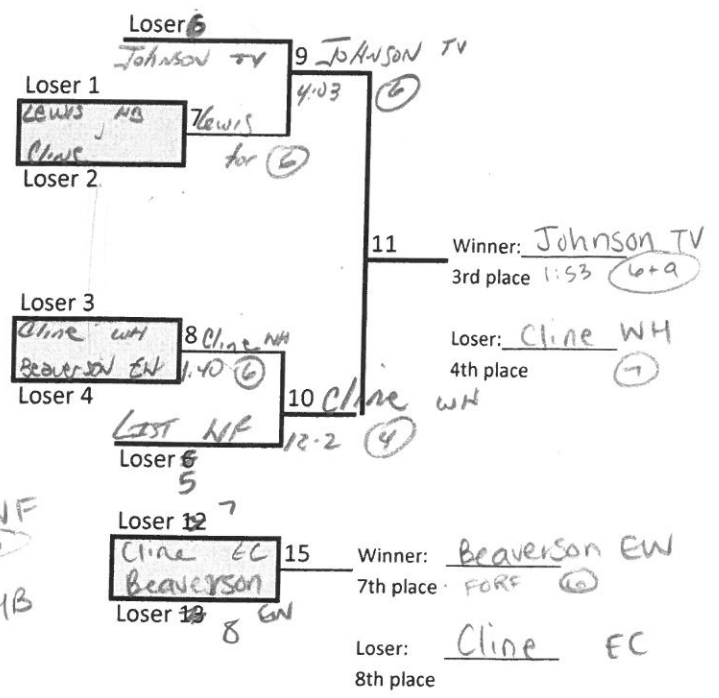 Loser 6
Johnson TV
9 Johnson TV
4:03 6
Loser 1
Lewis HB
7 Lewis
Cline
for 6
Loser 2
11
Winner: Johnson TV
3rd place 1:53 6+9
Loser: Cline WH
4th place 7
Loser 3
Cline WH
8 Cline WH
Beaverson EW
1:40 6
Loser 4
10 Cline WH
List NF
12-2 4
Loser 5
NF
HB
Loser 12 7
Cline EC
15
Beaverson
EW
Loser 13 8
Winner: Beaverson EW
7th place FORF 6
Loser: Cline EC
8th place